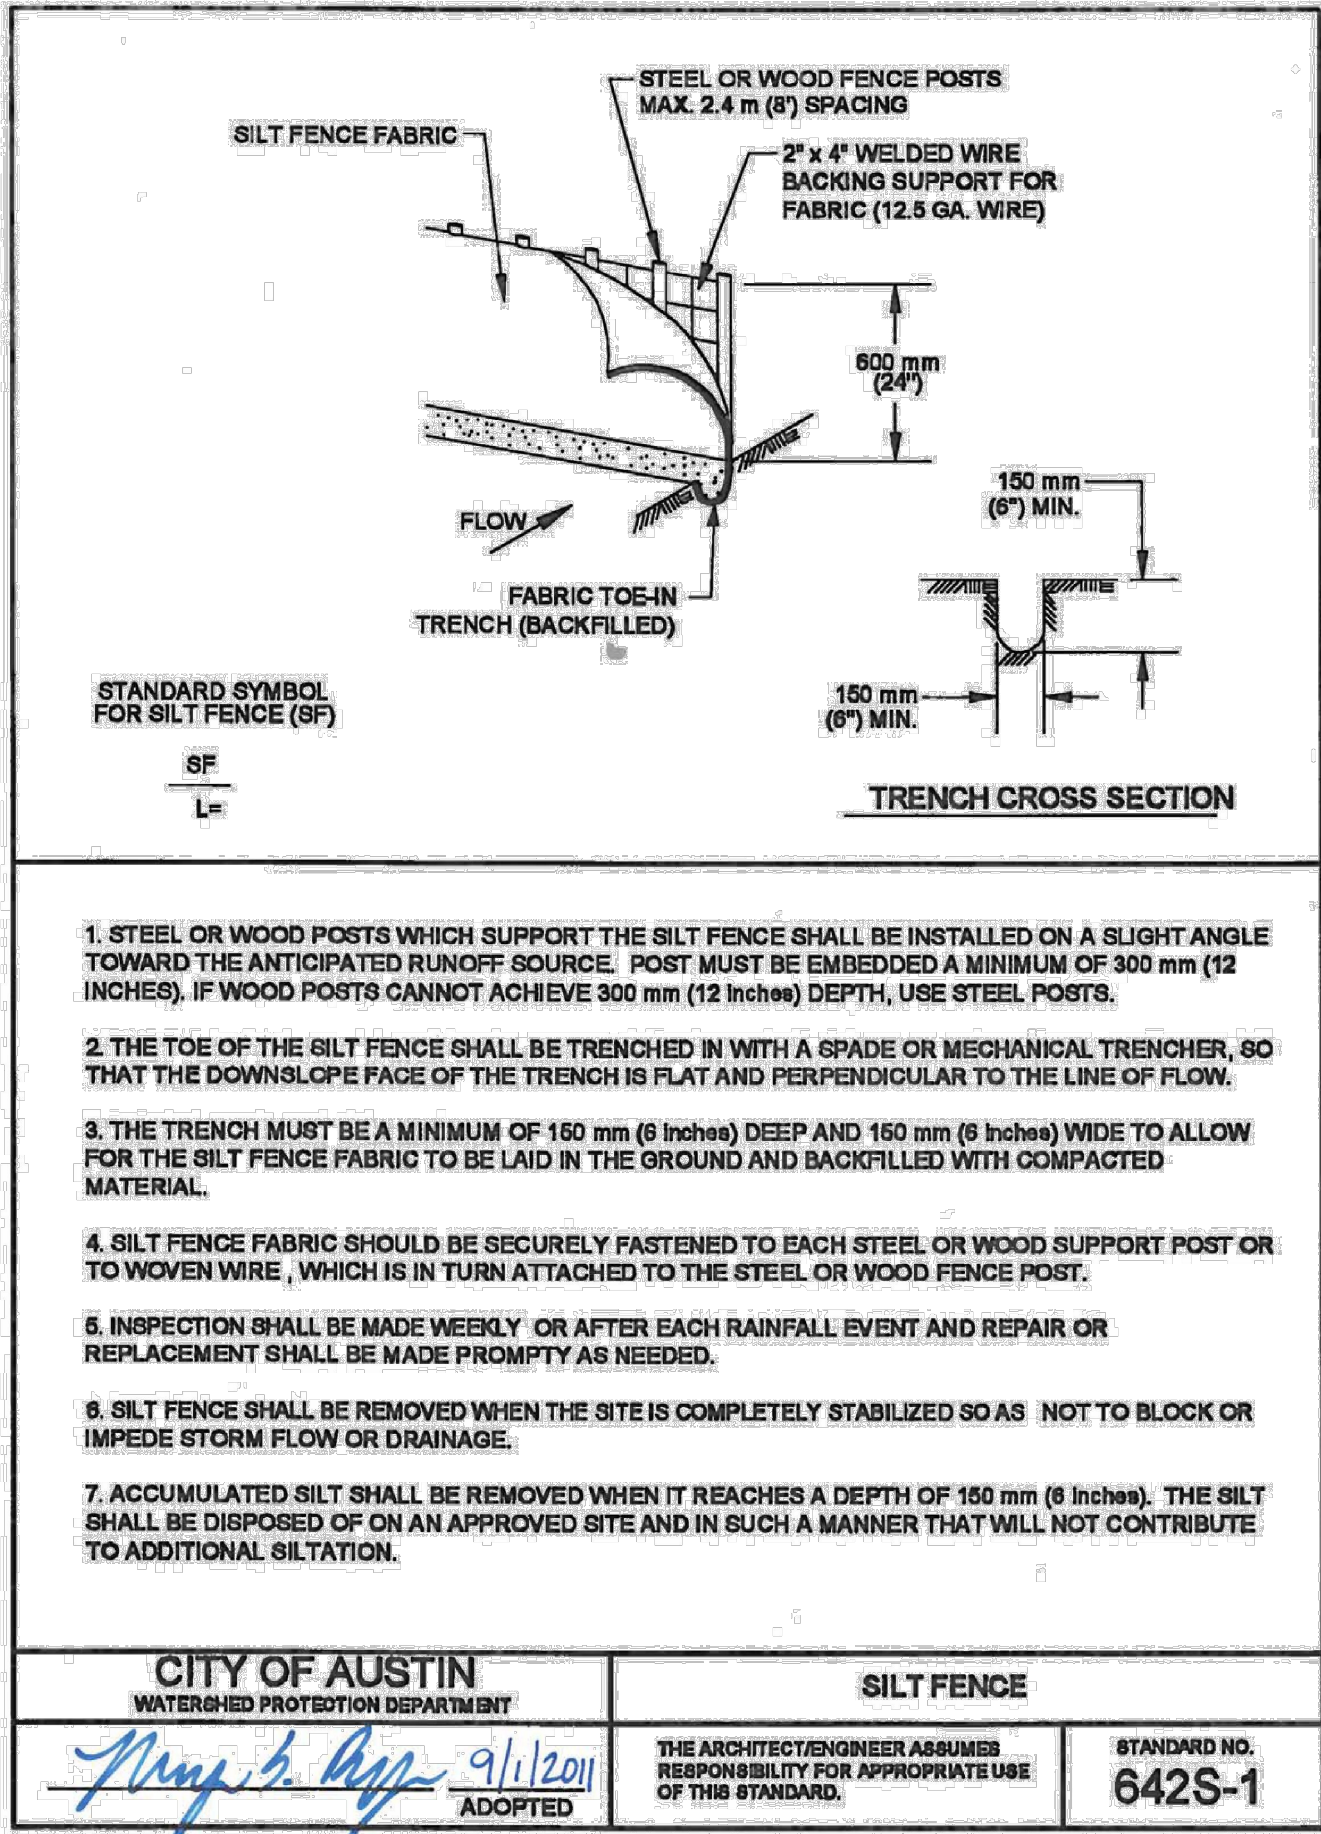 STEEL OR WOOD FENCE POSTS
MAX. 2.4 m (8') SPACING
SILT FENCE FABRIC
2" x 4" WELDED WIRE
BACKING SUPPORT FOR
FABRIC (12.5 GA. WIRE)
600 mm
(24")
150 mm
(6") MIN.
FLOW
FABRIC TOE-IN
TRENCH (BACKFILLED)
STANDARD SYMBOL
FOR SILT FENCE (SF)
150 mm
(6") MIN.
SF
L=
TRENCH CROSS SECTION
1. STEEL OR WOOD POSTS WHICH SUPPORT THE SILT FENCE SHALL BE INSTALLED ON A SLIGHT ANGLE
TOWARD THE ANTICIPATED RUNOFF SOURCE. POST MUST BE EMBEDDED A MINIMUM OF 300 mm (12
INCHES). IF WOOD POSTS CANNOT ACHIEVE 300 mm (12 inches) DEPTH, USE STEEL POSTS.
2. THE TOE OF THE SILT FENCE SHALL BE TRENCHED IN WITH A SPADE OR MECHANICAL TRENCHER, SO
THAT THE DOWNSLOPE FACE OF THE TRENCH IS FLAT AND PERPENDICULAR TO THE LINE OF FLOW.
3. THE TRENCH MUST BE A MINIMUM OF 150 mm (6 inches) DEEP AND 150 mm (6 inches) WIDE TO ALLOW
FOR THE SILT FENCE FABRIC TO BE LAID IN THE GROUND AND BACKFILLED WITH COMPACTED
MATERIAL.
4. SILT FENCE FABRIC SHOULD BE SECURELY FASTENED TO EACH STEEL OR WOOD SUPPORT POST OR
TO WOVEN WIRE , WHICH IS IN TURN ATTACHED TO THE STEEL OR WOOD FENCE POST.
5. INSPECTION SHALL BE MADE WEEKLY OR AFTER EACH RAINFALL EVENT AND REPAIR OR
REPLACEMENT SHALL BE MADE PROMPTY AS NEEDED.
6. SILT FENCE SHALL BE REMOVED WHEN THE SITE IS COMPLETELY STABILIZED SO AS NOT TO BLOCK OR
IMPEDE STORM FLOW OR DRAINAGE.
7. ACCUMULATED SILT SHALL BE REMOVED WHEN IT REACHES A DEPTH OF 150 mm (6 inches). THE SILT
SHALL BE DISPOSED OF ON AN APPROVED SITE AND IN SUCH A MANNER THAT WILL NOT CONTRIBUTE
TO ADDITIONAL SILTATION.
CITY OF AUSTIN
WATERSHED PROTECTION DEPARTMENT
SILT FENCE
9/1/2011
ADOPTED
THE ARCHITECT/ENGINEER ASSUMES
RESPONSIBILITY FOR APPROPRIATE USE
OF THIS STANDARD.
STANDARD NO.
642S-1